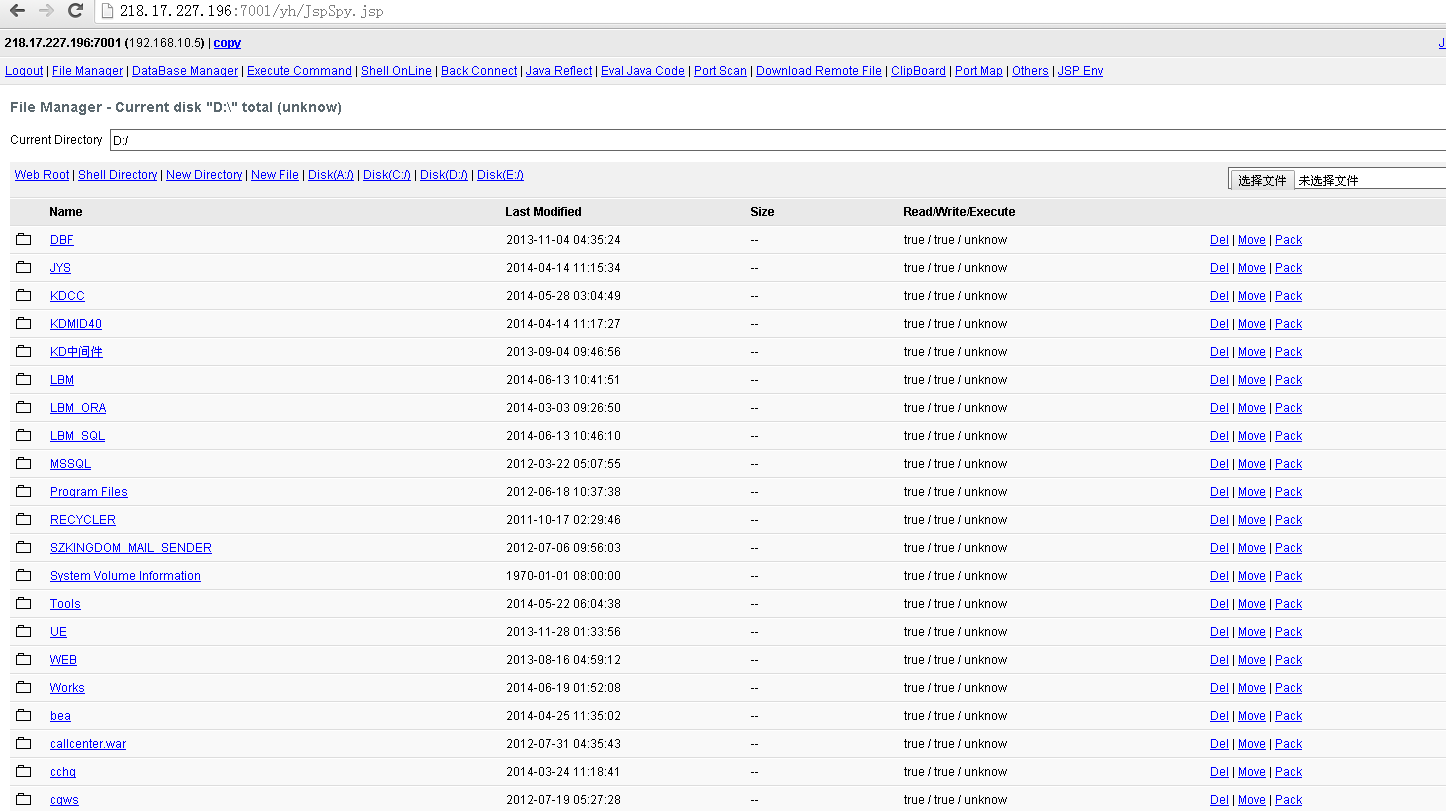 218.17.227.196:7001/yh/JspSpy.jsp
218.17.227.196:7001 (192.168.10.5) | copy
J
Logout | File Manager | DataBase Manager | Execute Command | Shell OnLine | Back Connect | Java Reflect | Eval Java Code | Port Scan | Download Remote File | ClipBoard | Port Map | Others | JSP Env
File Manager - Current disk "D:\" total (unknow)
Current Directory D:/
Web Root | Shell Directory | New Directory | New File | Disk(A:/) | Disk(C:/) | Disk(D:/) | Disk(E:/) 选择文件 未选择文件
Name Last Modified Size Read/Write/Execute
DBF 2013-11-04 04:35:24 -- true / true / unknow Del | Move | Pack
JYS 2014-04-14 11:15:34 -- true / true / unknow Del | Move | Pack
KDCC 2014-05-28 03:04:49 -- true / true / unknow Del | Move | Pack
KDMID40 2014-04-14 11:17:27 -- true / true / unknow Del | Move | Pack
KD中间件 2013-09-04 09:46:56 -- true / true / unknow Del | Move | Pack
LBM 2014-06-13 10:41:51 -- true / true / unknow Del | Move | Pack
LBM_ORA 2014-03-03 09:26:50 -- true / true / unknow Del | Move | Pack
LBM_SQL 2014-06-13 10:46:10 -- true / true / unknow Del | Move | Pack
MSSQL 2012-03-22 05:07:55 -- true / true / unknow Del | Move | Pack
Program Files 2012-06-18 10:37:38 -- true / true / unknow Del | Move | Pack
RECYCLER 2011-10-17 02:29:46 -- true / true / unknow Del | Move | Pack
SZKINGDOM_MAIL_SENDER 2012-07-06 09:56:03 -- true / true / unknow Del | Move | Pack
System Volume Information 1970-01-01 08:00:00 -- true / true / unknow Del | Move | Pack
Tools 2014-05-22 06:04:38 -- true / true / unknow Del | Move | Pack
UE 2013-11-28 01:33:56 -- true / true / unknow Del | Move | Pack
WEB 2013-08-16 04:59:12 -- true / true / unknow Del | Move | Pack
Works 2014-06-19 01:52:08 -- true / true / unknow Del | Move | Pack
bea 2014-04-25 11:35:02 -- true / true / unknow Del | Move | Pack
callcenter.war 2012-07-31 04:35:43 -- true / true / unknow Del | Move | Pack
cchq 2014-03-24 11:18:41 -- true / true / unknow Del | Move | Pack
cqws 2012-07-19 05:27:28 -- true / true / unknow Del | Move | Pack